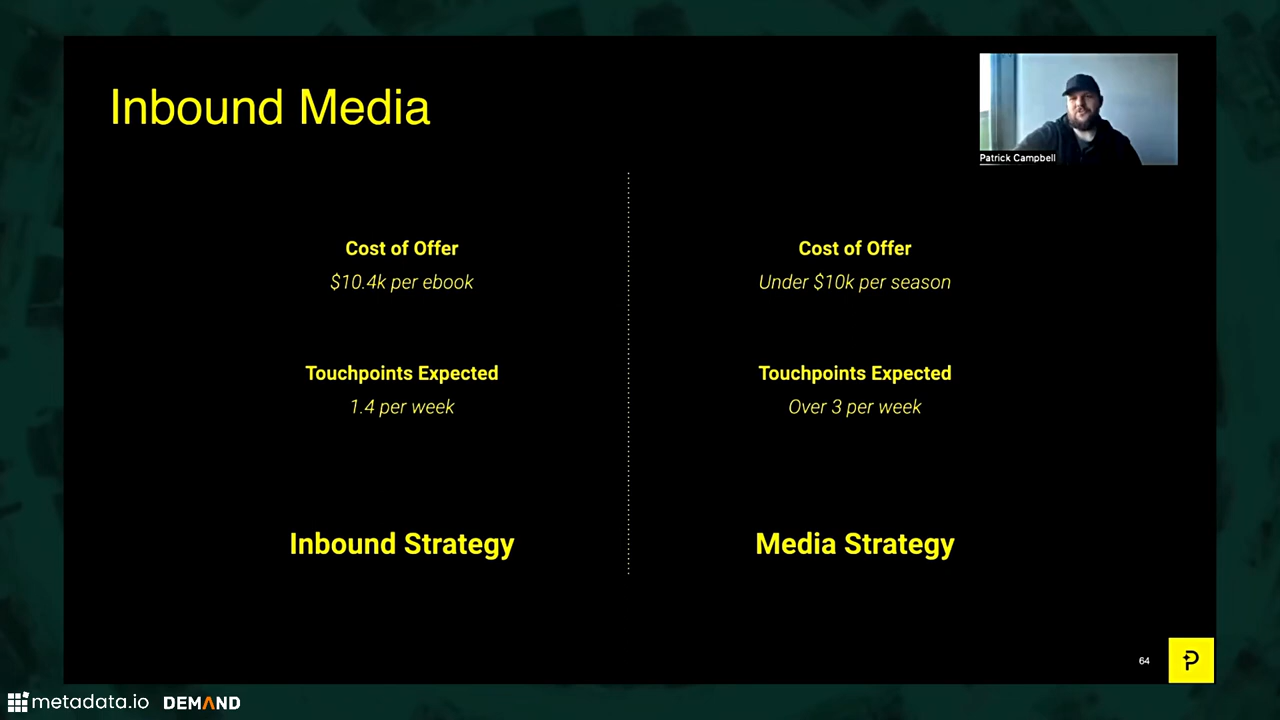 Inbound Media
Patrick Campbell
Cost of Offer
$10.4k per ebook
Touchpoints Expected
1.4 per week
Inbound Strategy
Cost of Offer
Under $10k per season
Touchpoints Expected
Over 3 per week
Media Strategy
64
P
metadata.io DEMAND